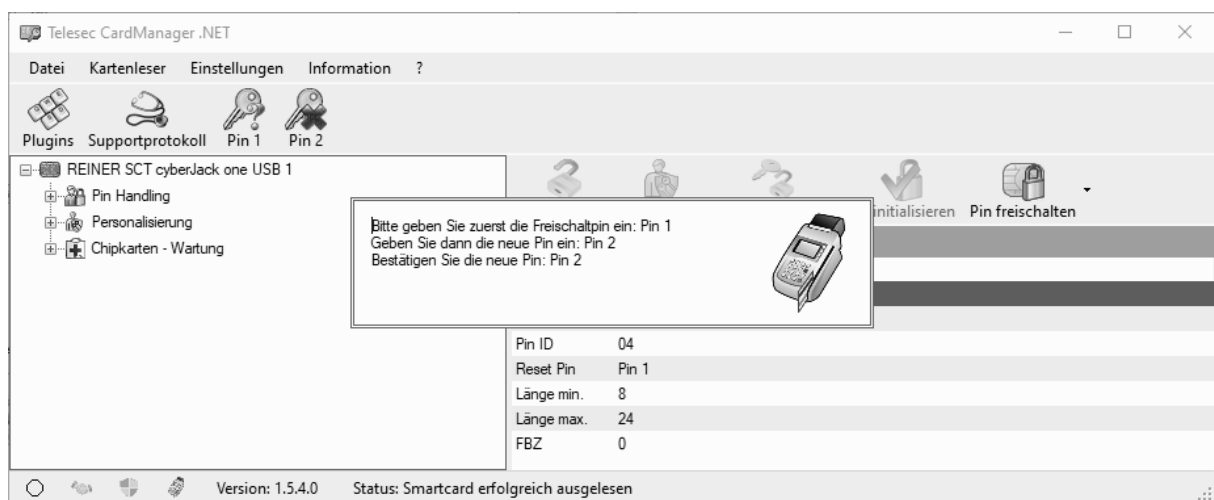 Telesec CardManager .NET
Datei Kartenleser Einstellungen Information ?
Plugins Supportprotokoll Pin 1 Pin 2
REINER SCT cyberJack one USB 1
Pin Handling
Personalisierung
Chipkarten - Wartung
initialisieren Pin freischalten
Bitte geben Sie zuerst die Freischaltpin ein: Pin 1
Geben Sie dann die neue Pin ein: Pin 2
Bestätigen Sie die neue Pin: Pin 2
Pin ID 04
Reset Pin Pin 1
Länge min. 8
Länge max. 24
FBZ 0
Version: 1.5.4.0 Status: Smartcard erfolgreich ausgelesen